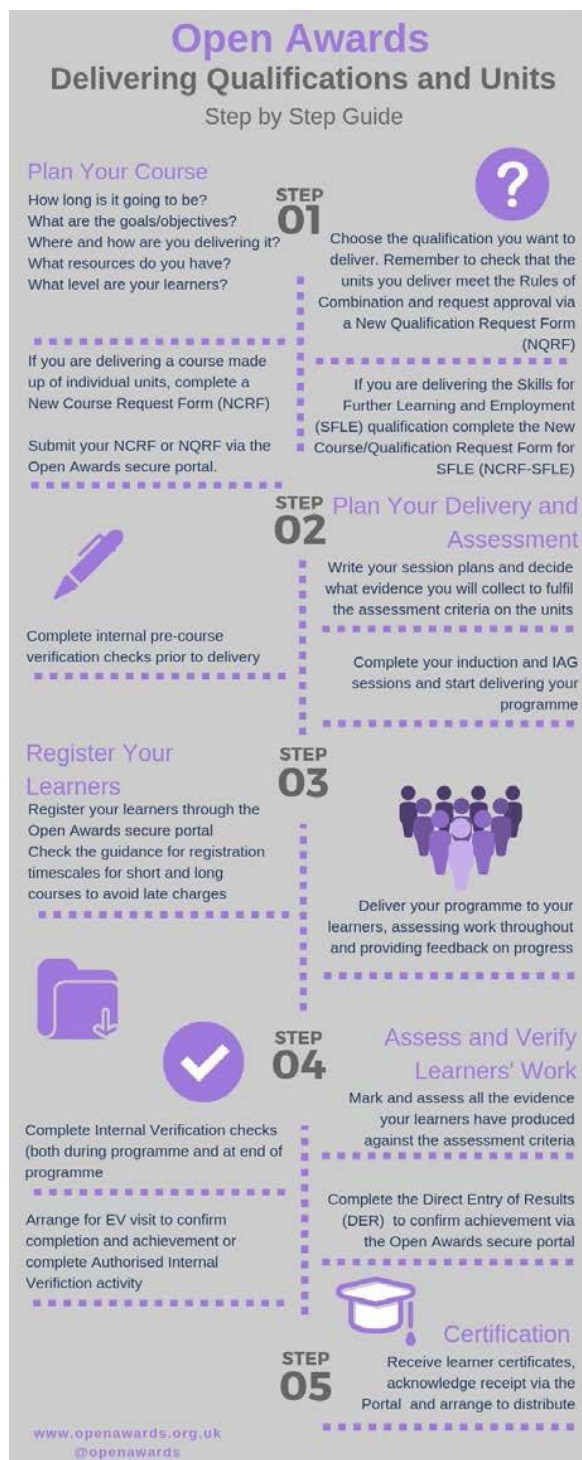 Open Awards
Delivering Qualifications and Units
Step by Step Guide
Plan Your Course
How long is it going to be?
What are the goals/objectives?
Where and how are you delivering it?
What resources do you have?
What level are your learners?
STEP
01
?
Choose the qualification you want to
deliver. Remember to check that the
units you deliver meet the Rules of
Combination and request approval via
a New Qualification Request Form
(NQRF)
If you are delivering a course made
up of individual units, complete a
New Course Request Form (NCRF)
Submit your NCRF or NQRF via the
Open Awards secure portal.
If you are delivering the Skills for
Further Learning and Employment
(SFLE) qualification complete the New
Course/Qualification Request Form for
SFLE (NCRF-SFLE)
STEP
02
Plan Your Delivery and
Assessment
Write your session plans and decide
what evidence you will collect to fulfil
the assessment criteria on the units
Complete internal pre-course
verification checks prior to delivery
Complete your induction and IAG
sessions and start delivering your
programme
Register Your
Learners
STEP
03
Register your learners through the
Open Awards secure portal
Check the guidance for registration
timescales for short and long
courses to avoid late charges
Deliver your programme to your
learners, assessing work throughout
and providing feedback on progress
STEP
04
Assess and Verify
Learners' Work
Mark and assess all the evidence
your learners have produced
against the assessment criteria
Complete Internal Verification checks
(both during programme and at end of
programme
Complete the Direct Entry of Results
(DER) to confirm achievement via
the Open Awards secure portal
Arrange for EV visit to confirm
completion and achievement or
complete Authorised Internal
Verifiction activity
STEP
05
Certification
Receive learner certificates,
acknowledge receipt via the
Portal and arrange to distribute
www.openawards.org.uk
@openawards